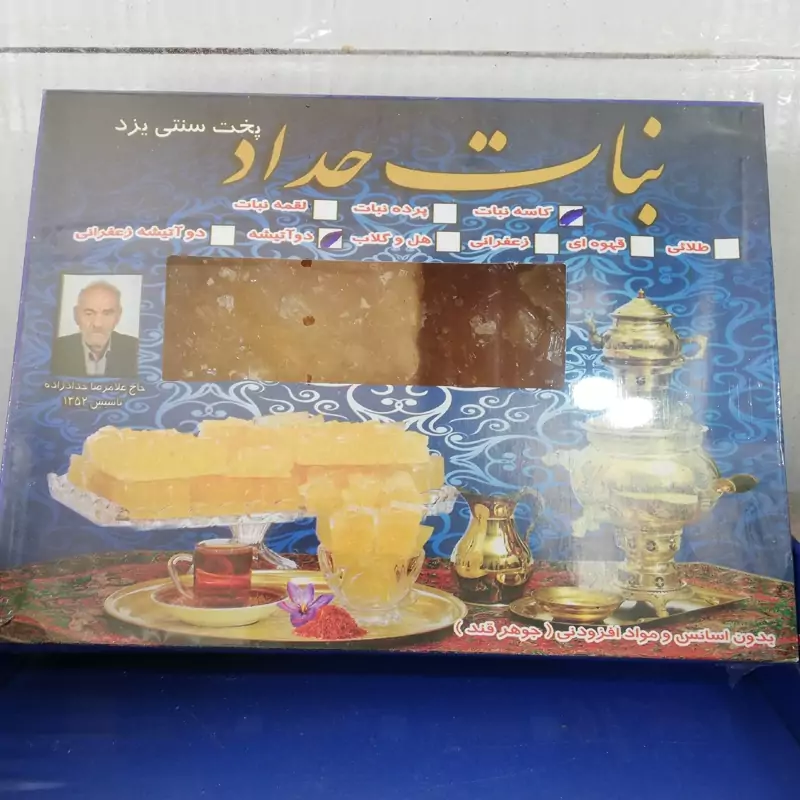 نبات حداد
پخت سنتی یزد
کاسه نبات پرده نبات لقمه نبات
طلائی قهوه ای زعفرانی هل و گلاب دوآتیشه دو آتیشه زعفرانی
حاج غلامرضا حدادزاده
تاسیس ۱۳۵۲
بدون اسانس و مواد افزودنی ( جوهر قند )